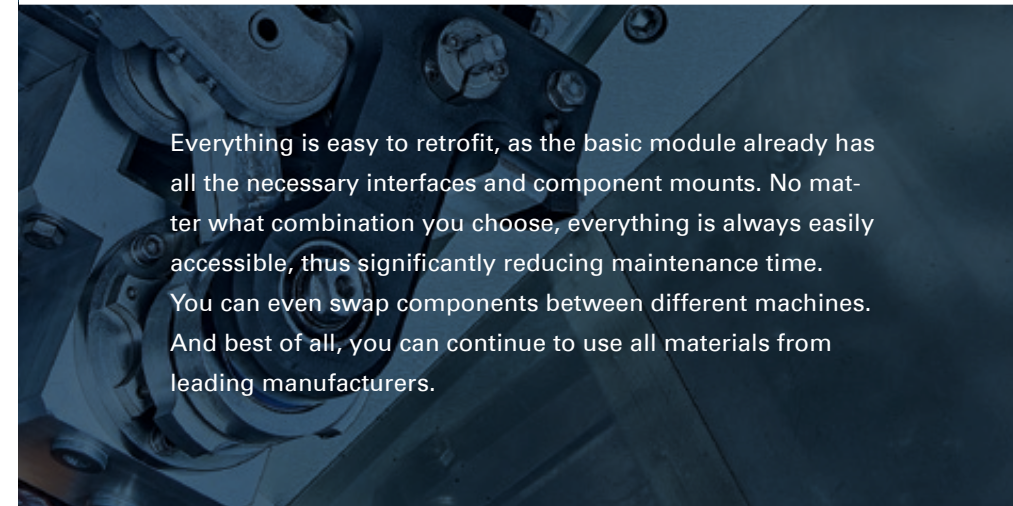 Everything is easy to retrofit, as the basic module already has
all the necessary interfaces and component mounts. No mat-
ter what combination you choose, everything is always easily
accessible, thus significantly reducing maintenance time.
You can even swap components between different machines.
And best of all, you can continue to use all materials from
leading manufacturers.